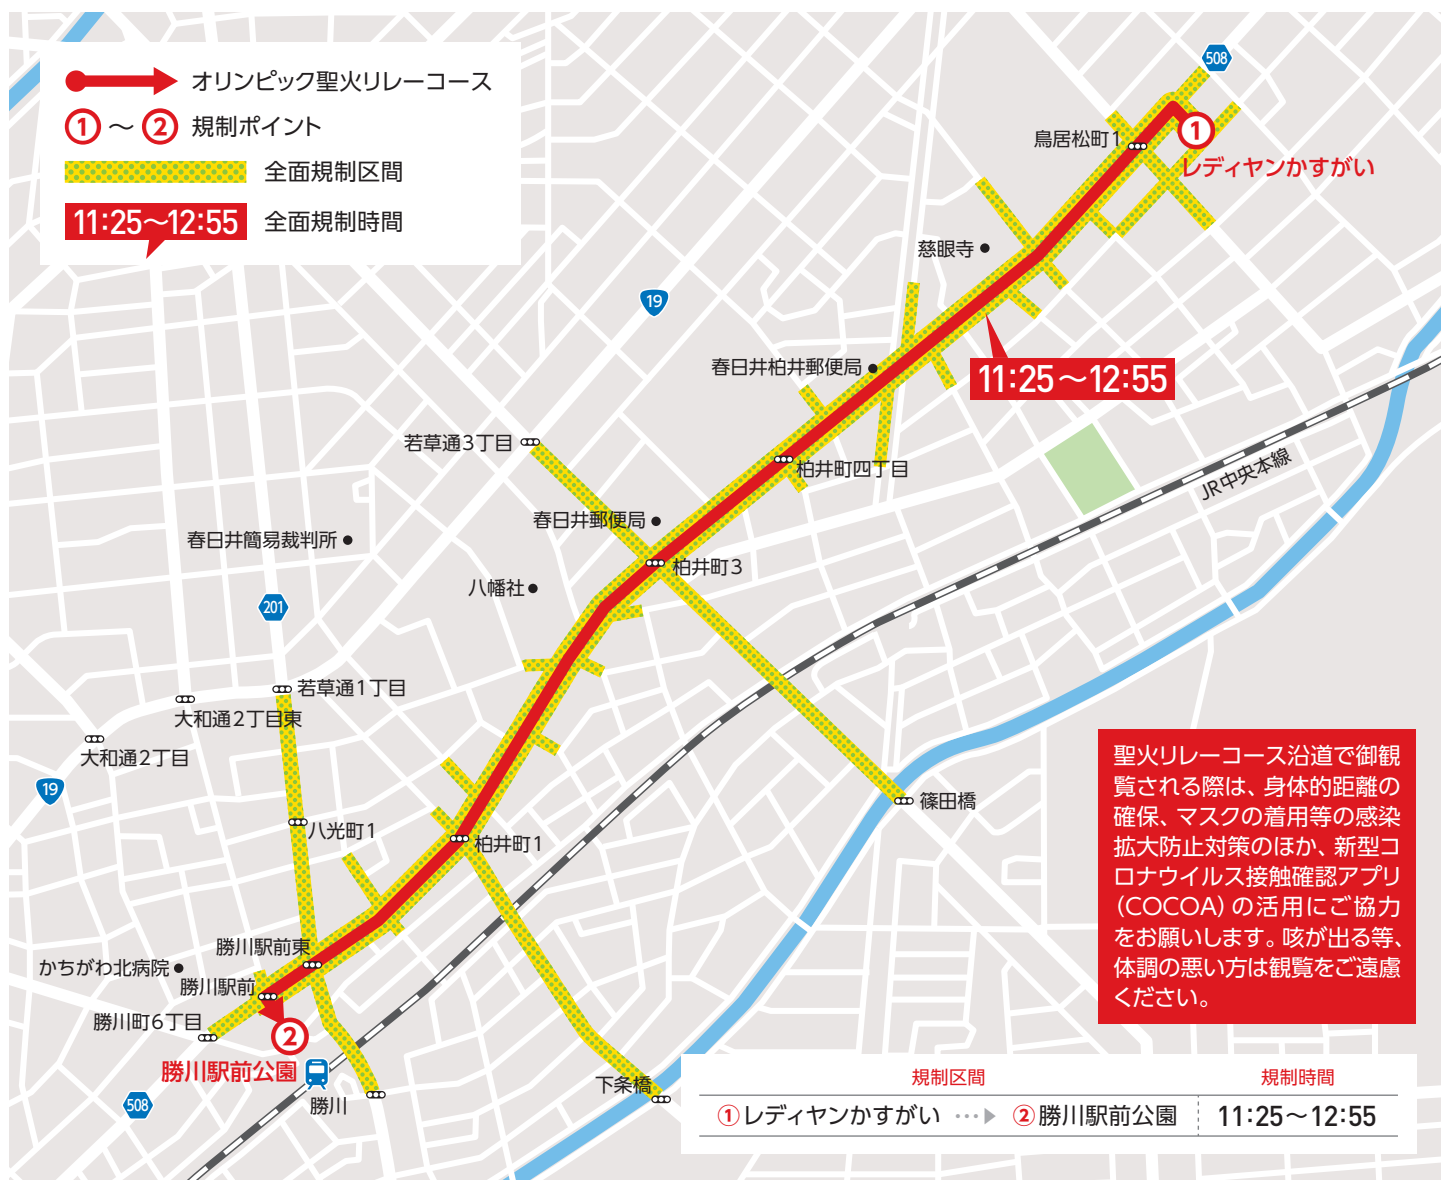 オリンピック聖火リレーコース
①～② 規制ポイント
全面規制区間
11:25～12:55 全面規制時間
508
鳥居松町1
①
レディヤンかすがい
慈眼寺
19
春日井柏井郵便局
11:25～12:55
若草通3丁目
柏井町四丁目
JR中央本線
春日井郵便局
春日井簡易裁判所
柏井町3
八幡社
201
若草通1丁目
大和通2丁目東
大和通2丁目
19
篠田橋
八光町1
柏井町1
勝川駅前東
かちがわ北病院
勝川駅前
勝川町6丁目
②
勝川駅前公園
勝川
508
下条橋
聖火リレーコース沿道で御観
覧される際は、身体的距離の
確保、マスクの着用等の感染
拡大防止対策のほか、新型コ
ロナウイルス接触確認アプリ
（COCOA）の活用にご協力
をお願いします。咳が出る等、
体調の悪い方は観覧をご遠慮
ください。
規制区間 規制時間
①レディヤンかすがい ②勝川駅前公園 11:25～12:55